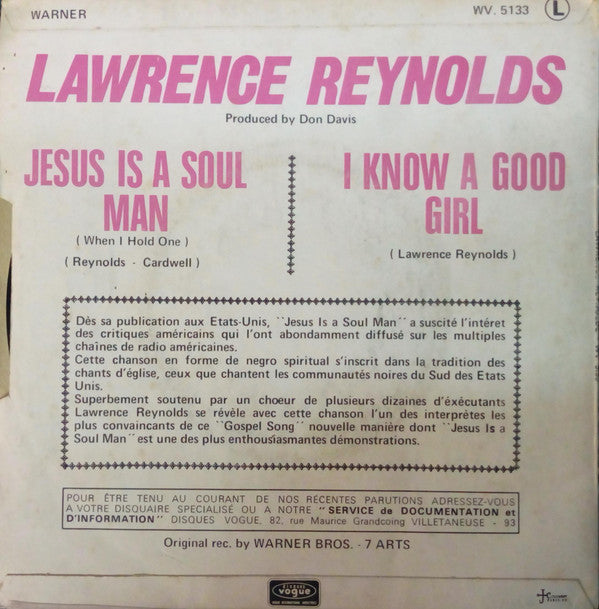 WARNER
WV. 5133 L
LAWRENCE REYNOLDS
Produced by Don Davis
JESUS IS A SOUL
MAN
( When I Hold One )
( Reynolds - Cardwell )
I KNOW A GOOD
GIRL
( Lawrence Reynolds )
Dès sa publication aux Etats-Unis, ``Jesus Is a Soul Man´´ a suscité l'intéret
des critiques américains qui l'ont abondamment diffusé sur les multiples
chaînes de radio américaines.
Cette chanson en forme de negro spiritual s'inscrit dans la tradition des
chants d'église, ceux que chantent les communautés noires du Sud des Etats
Unis.
Superbement soutenu par un choeur de plusieurs dizaines d'éxécutants
Lawrence Reynolds se révèle avec cette chanson l'un des interprètes les
plus convaincants de ce ``Gospel Song´´ nouvelle manière dont ``Jesus Is a
Soul Man´´ est une des plus enthousiasmantes démonstrations.
POUR ÊTRE TENU AU COURANT DE NOS RÉCENTES PARUTIONS ADRESSEZ-VOUS
A VOTRE DISQUAIRE SPÉCIALISÉ OU A NOTRE "SERVICE de DOCUMENTATION et
D'INFORMATION" DISQUES VOGUE, 82, rue Maurice Grandcoing VILLETANEUSE - 93
Original rec. by WARNER BROS. - 7 ARTS
DISQUES
vogue